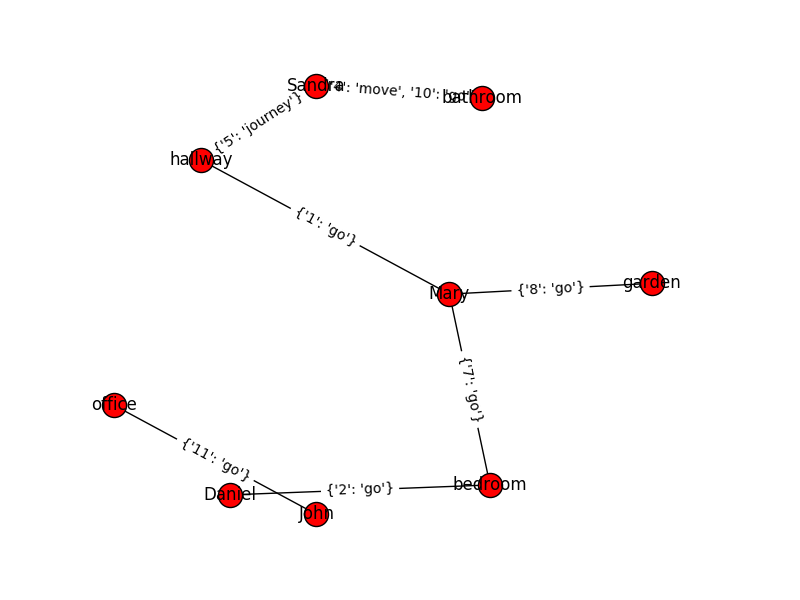 Sandra
'move', '10': 'go'
bathroom
{'5': 'journey'}
hallway
{'1': 'go'}
Mary
{'8': 'go'}
garden
{'7': 'go'}
office
{'11': 'go'}
Daniel
{'2': 'go'}
bedroom
John